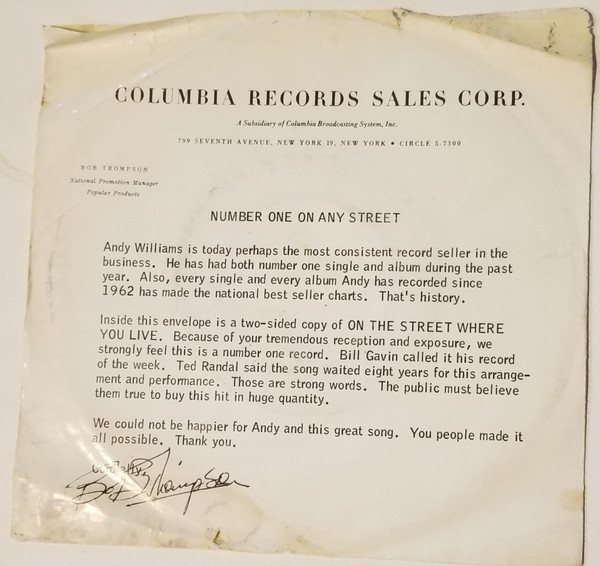 COLUMBIA RECORDS SALES CORP.
A Subsidiary of Columbia Broadcasting System, Inc.
799 SEVENTH AVENUE, NEW YORK 19, NEW YORK • CIRCLE 5-7300
BOB THOMPSON
National Promotion Manager
Popular Products
NUMBER ONE ON ANY STREET
Andy Williams is today perhaps the most consistent record seller in the
business. He has had both number one single and album during the past
year. Also, every single and every album Andy has recorded since
1962 has made the national best seller charts. That's history.
Inside this envelope is a two-sided copy of ON THE STREET WHERE
YOU LIVE. Because of your tremendous reception and exposure, we
strongly feel this is a number one record. Bill Gavin called it his record
of the week. Ted Randal said the song waited eight years for this arrange-
ment and performance. Those are strong words. The public must believe
them true to buy this hit in huge quantity.
We could not be happier for Andy and this great song. You people made it
all possible. Thank you.
Bob Thompson